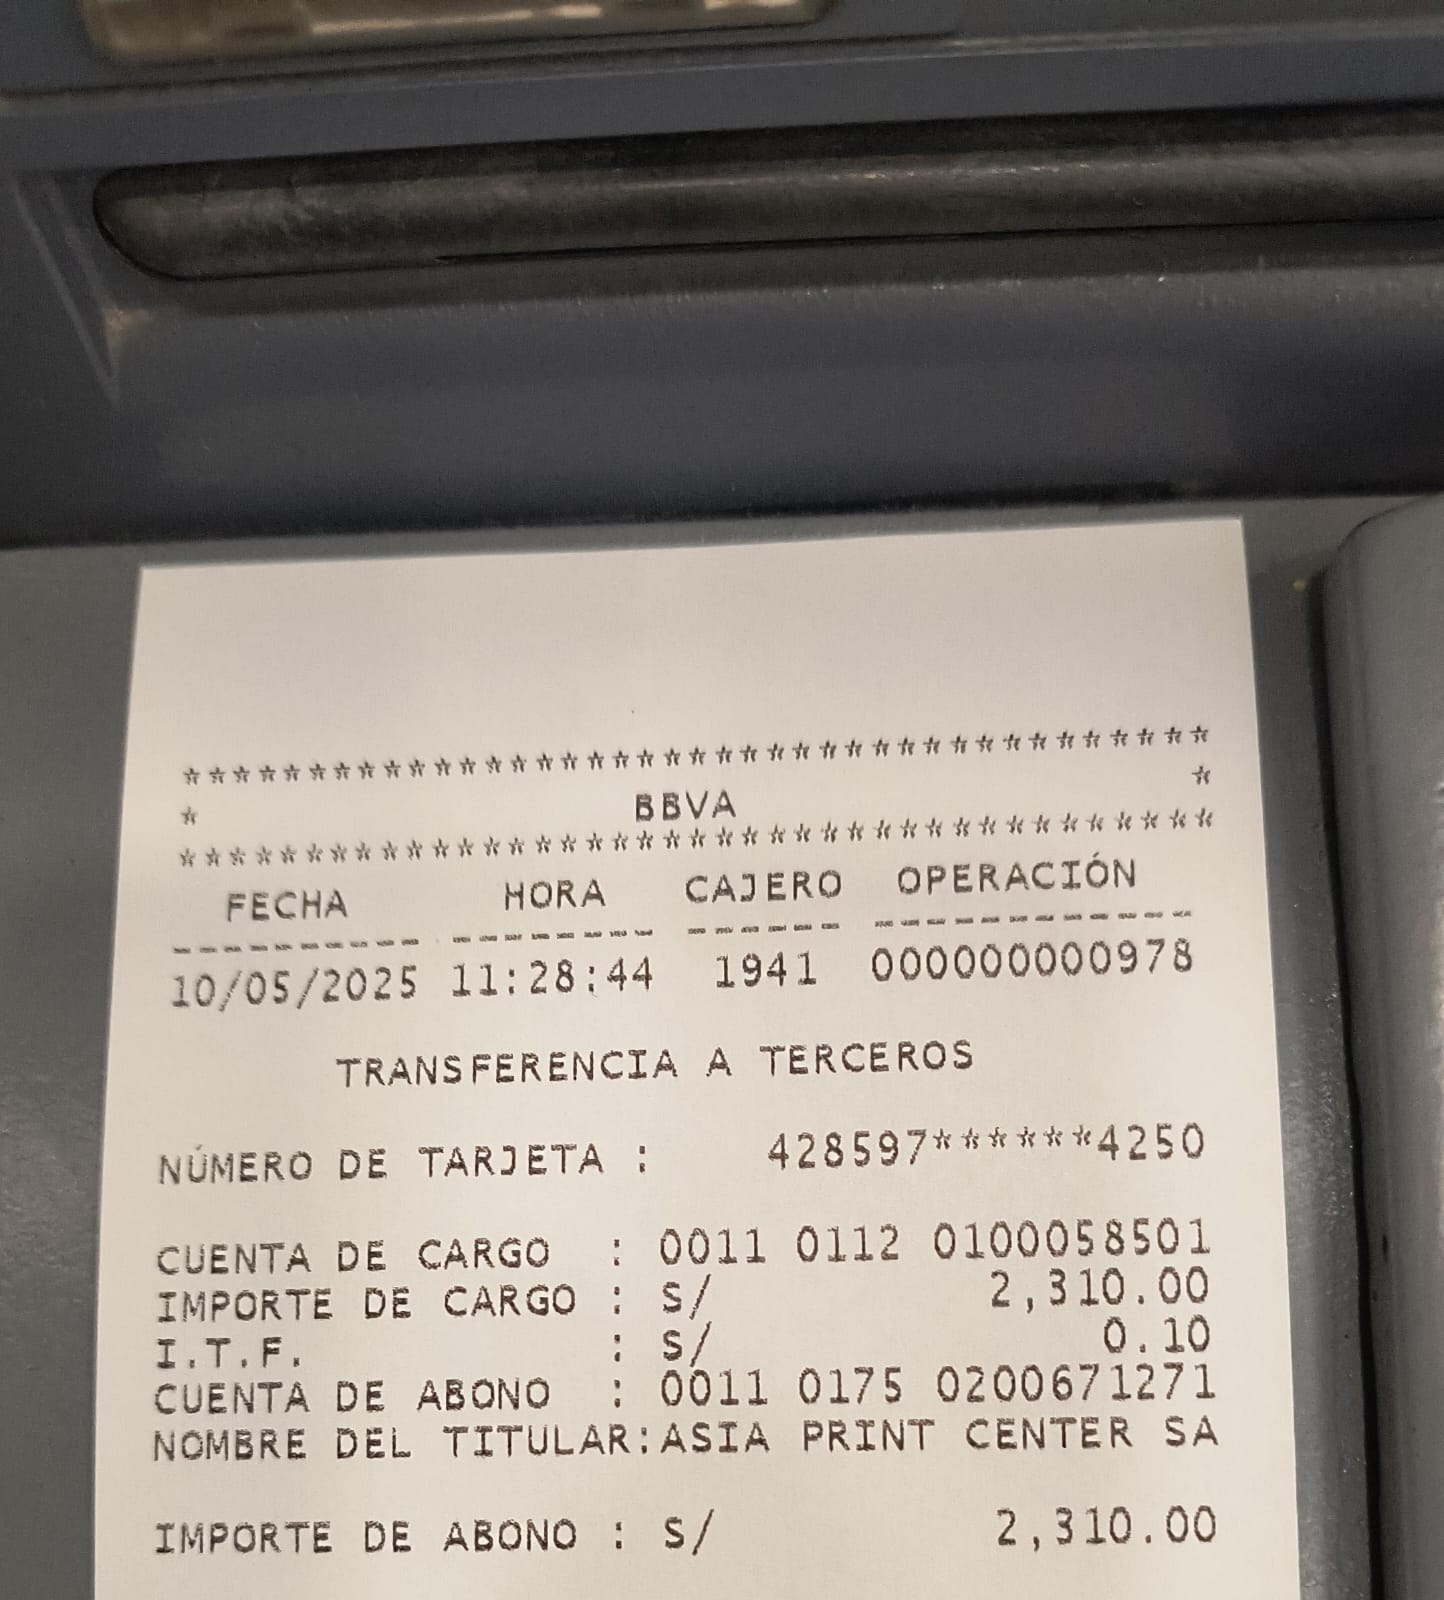 *****************************************
* BBVA *
*****************************************
FECHA HORA CAJERO OPERACIÓN
---------- -------- ------ ------------
10/05/2025 11:28:44 1941 000000000978
TRANSFERENCIA A TERCEROS
NÚMERO DE TARJETA : 428597******4250
CUENTA DE CARGO : 0011 0112 0100058501
IMPORTE DE CARGO : S/ 2,310.00
I.T.F. : S/ 0.10
CUENTA DE ABONO : 0011 0175 0200671271
NOMBRE DEL TITULAR:ASIA PRINT CENTER SA
IMPORTE DE ABONO : S/ 2,310.00